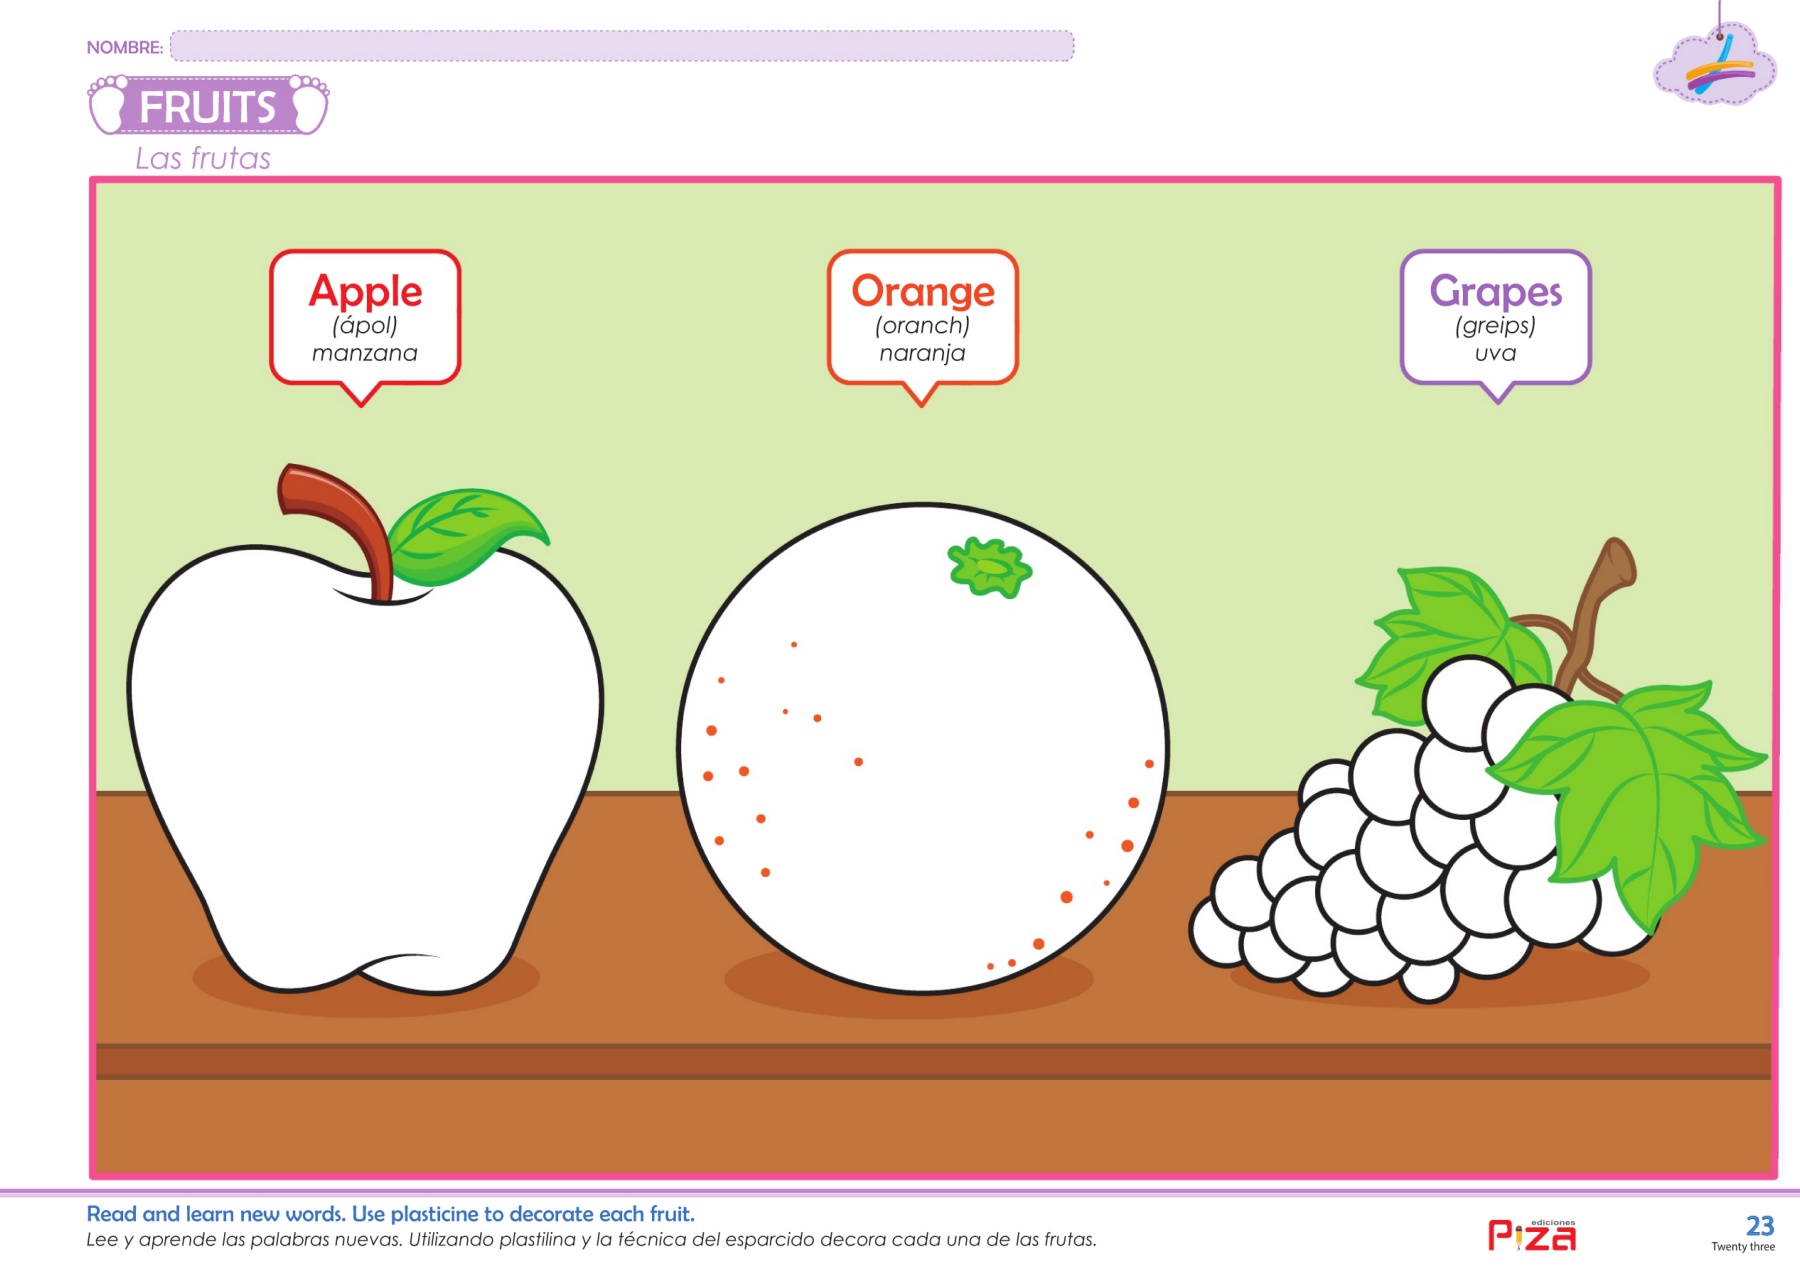 NOMBRE:
FRUITS
Las frutas
Apple
(ápol)
manzana
Orange
(oranch)
naranja
Grapes
(greips)
uva
Read and learn new words. Use plasticine to decorate each fruit.
Lee y aprende las palabras nuevas. Utilizando plastilina y la técnica del esparcido decora cada una de las frutas.
ediciones
Piza
23
Twenty three